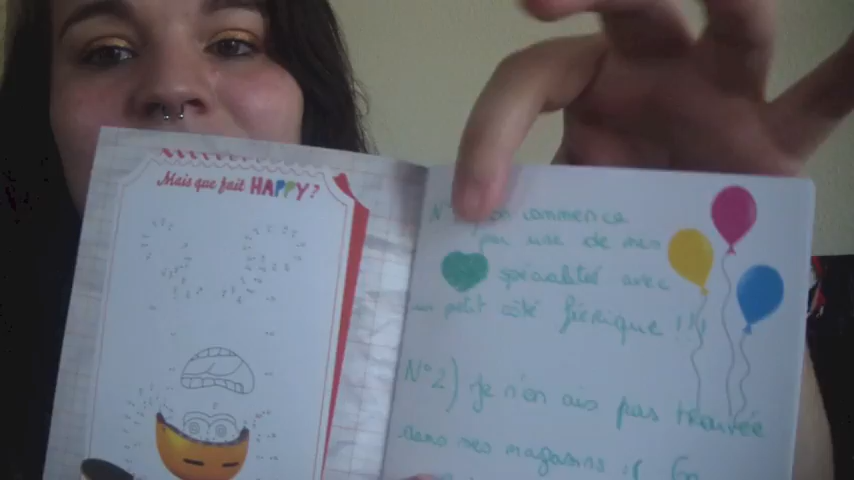 Mais que fait HAPPY?
on commence
par une de mes
spécialités avec
un petit côté féerique !!!
N°2) Je n'en ais pas trouvée
dans mes magasins :(